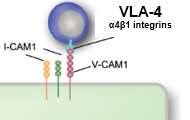 VLA-4
α4β1 integrins
I-CAM1
V-CAM1